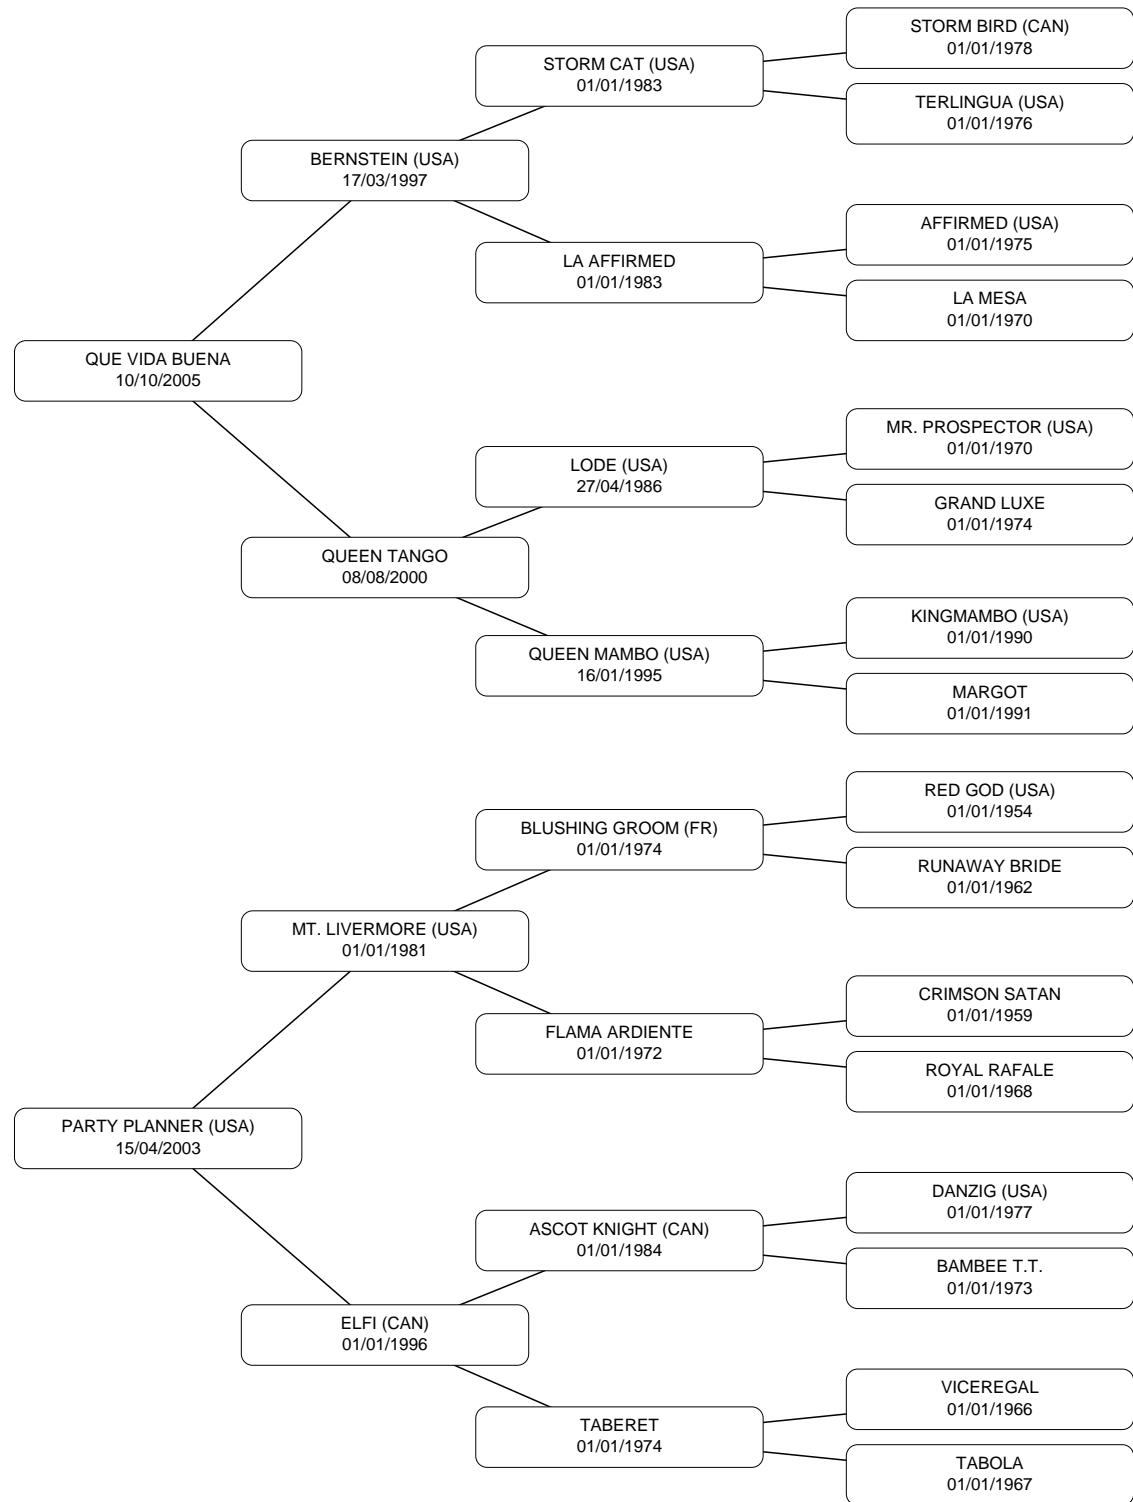 STORM BIRD (CAN)
01/01/1978
STORM CAT (USA)
01/01/1983
TERLINGUA (USA)
01/01/1976
BERNSTEIN (USA)
17/03/1997
AFFIRMED (USA)
01/01/1975
LA AFFIRMED
01/01/1983
LA MESA
01/01/1970
QUE VIDA BUENA
10/10/2005
MR. PROSPECTOR (USA)
01/01/1970
LODE (USA)
27/04/1986
GRAND LUXE
01/01/1974
QUEEN TANGO
08/08/2000
KINGMAMBO (USA)
01/01/1990
QUEEN MAMBO (USA)
16/01/1995
MARGOT
01/01/1991
RED GOD (USA)
01/01/1954
BLUSHING GROOM (FR)
01/01/1974
RUNAWAY BRIDE
01/01/1962
MT. LIVERMORE (USA)
01/01/1981
CRIMSON SATAN
01/01/1959
FLAMA ARDIENTE
01/01/1972
ROYAL RAFALE
01/01/1968
PARTY PLANNER (USA)
15/04/2003
DANZIG (USA)
01/01/1977
ASCOT KNIGHT (CAN)
01/01/1984
BAMBEE T.T.
01/01/1973
ELFI (CAN)
01/01/1996
VICEREGAL
01/01/1966
TABERET
01/01/1974
TABOLA
01/01/1967